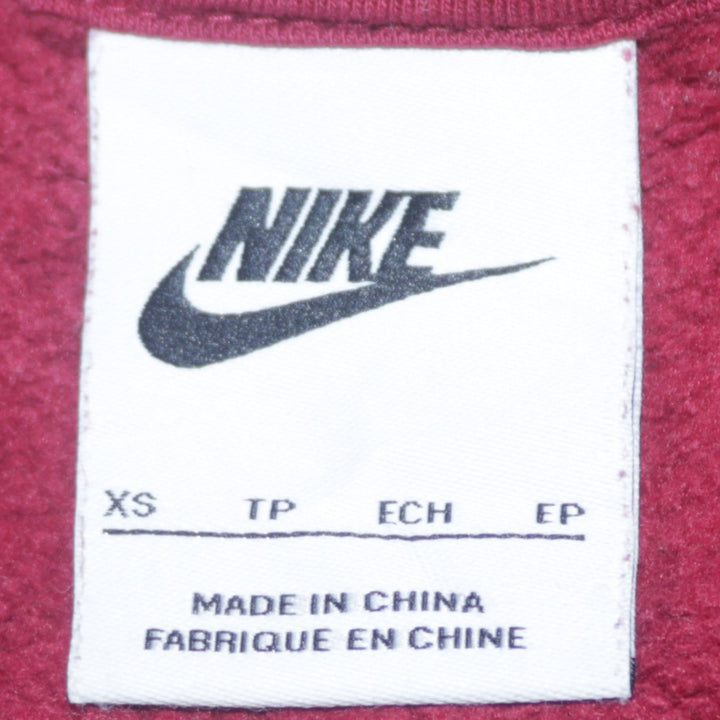 NIKE
XS TP ECH EP
MADE IN CHINA
FABRIQUE EN CHINE